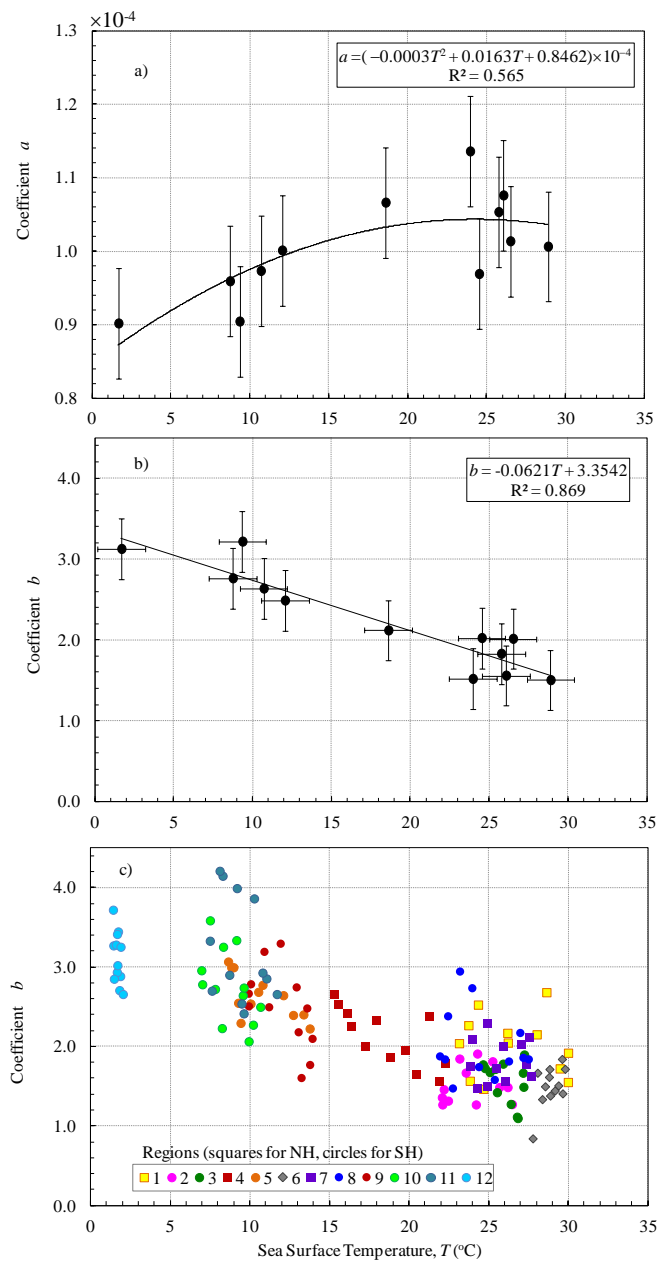 ×10⁻⁴
1.3
a)
a =(−0.0003T² + 0.0163T + 0.8462)×10⁻⁴
R² = 0.565
1.2
1.1
Coefficient a
1.0
0.9
0.8
0 5 10 15 20 25 30 35
b)
b = -0.0621T + 3.3542
R² = 0.869
4.0
3.0
Coefficient b
2.0
1.0
0.0
0 5 10 15 20 25 30 35
c)
4.0
3.0
Coefficient b
2.0
1.0
Regions (squares for NH, circles for SH)
1 2 3 4 5 6 7 8 9 10 11 12
0.0
0 5 10 15 20 25 30 35
Sea Surface Temperature, T (°C)